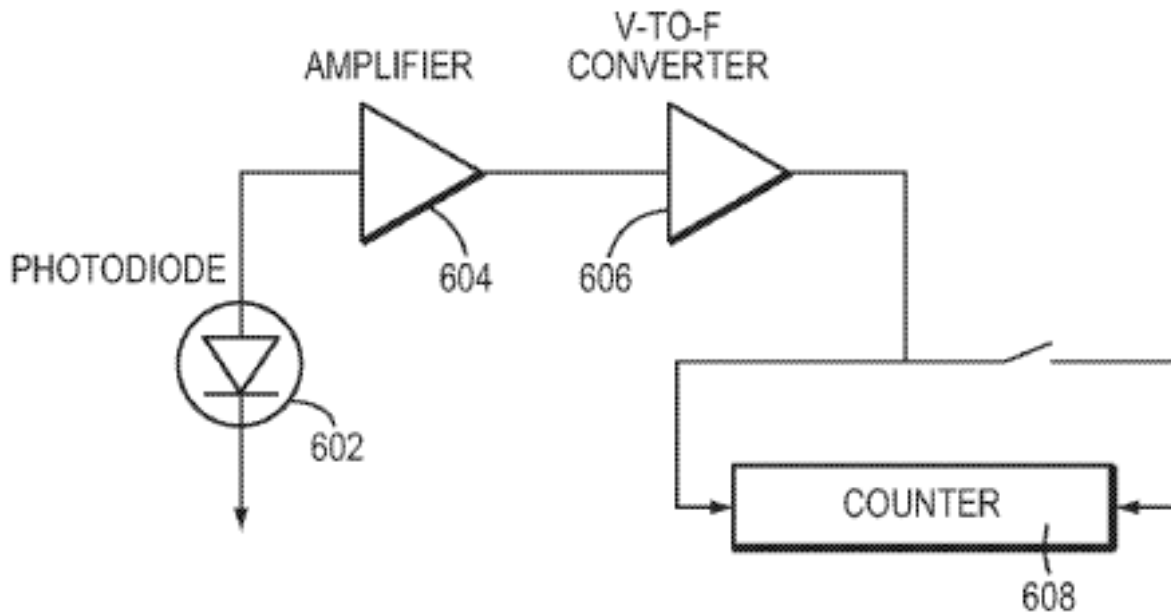 V-TO-F
CONVERTER
AMPLIFIER
604
606
PHOTODIODE
602
COUNTER
608